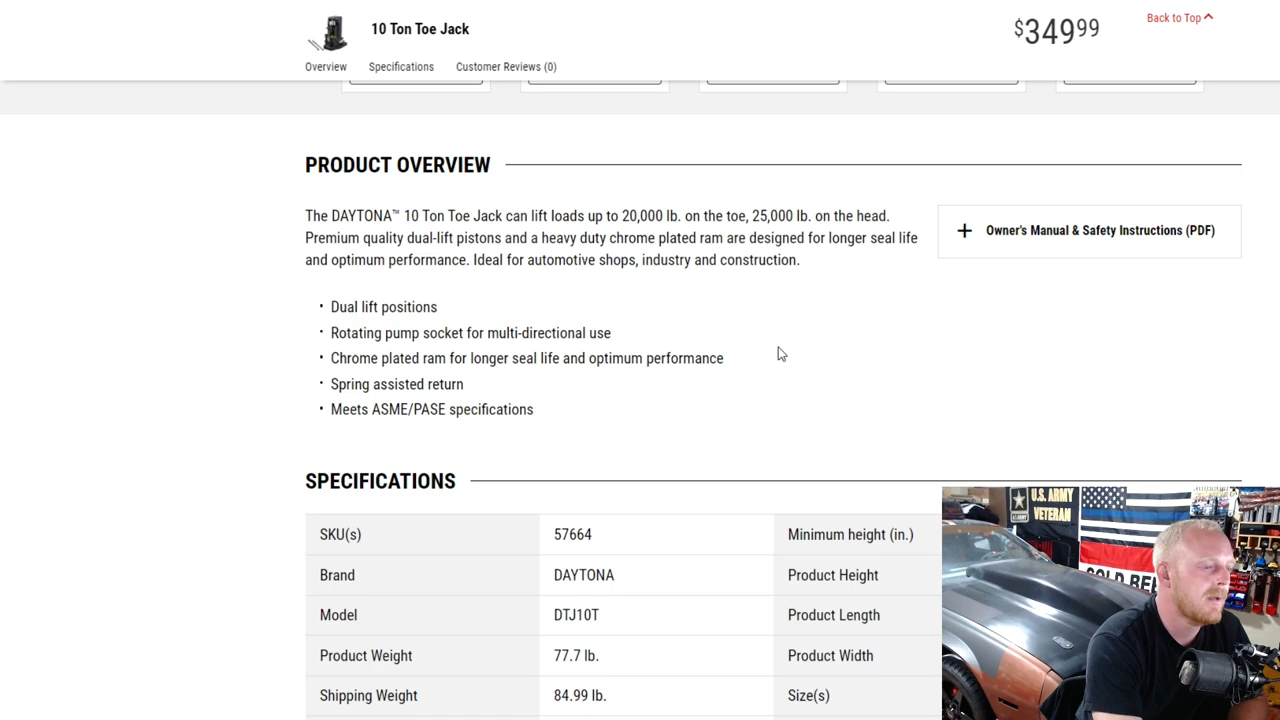 10 Ton Toe Jack
$349.99
Back to Top
Overview Specifications Customer Reviews (0)
PRODUCT OVERVIEW
The DAYTONA™ 10 Ton Toe Jack can lift loads up to 20,000 lb. on the toe, 25,000 lb. on the head.
Premium quality dual-lift pistons and a heavy duty chrome plated ram are designed for longer seal life
and optimum performance. Ideal for automotive shops, industry and construction.
+ Owner's Manual & Safety Instructions (PDF)
· Dual lift positions
· Rotating pump socket for multi-directional use
· Chrome plated ram for longer seal life and optimum performance
· Spring assisted return
· Meets ASME/PASE specifications
SPECIFICATIONS
SKU(s) 57664 Minimum height (in.)
Brand DAYTONA Product Height
Model DTJ10T Product Length
Product Weight 77.7 lb. Product Width
Shipping Weight 84.99 lb. Size(s)
U.S. ARMY
VETERAN